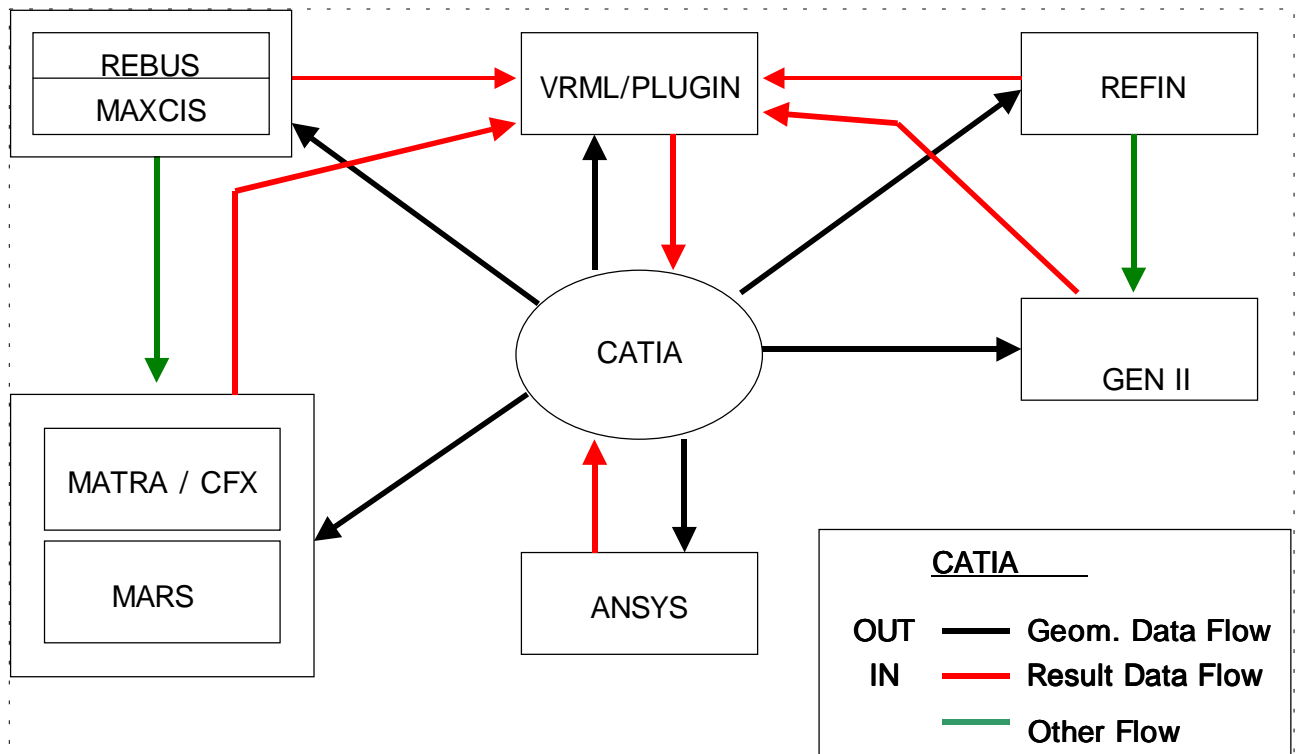 REBUS
MAXCIS
VRML/PLUGIN
REFIN
CATIA
GEN II
MATRA / CFX
MARS
ANSYS
CATIA
OUT Geom. Data Flow
IN Result Data Flow
Other Flow